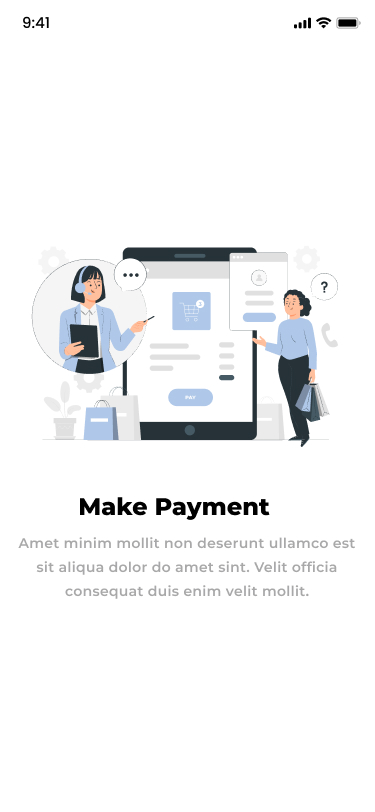 9:41
?
PAY
Make Payment
Amet minim mollit non deserunt ullamco est
sit aliqua dolor do amet sint. Velit officia
consequat duis enim velit mollit.